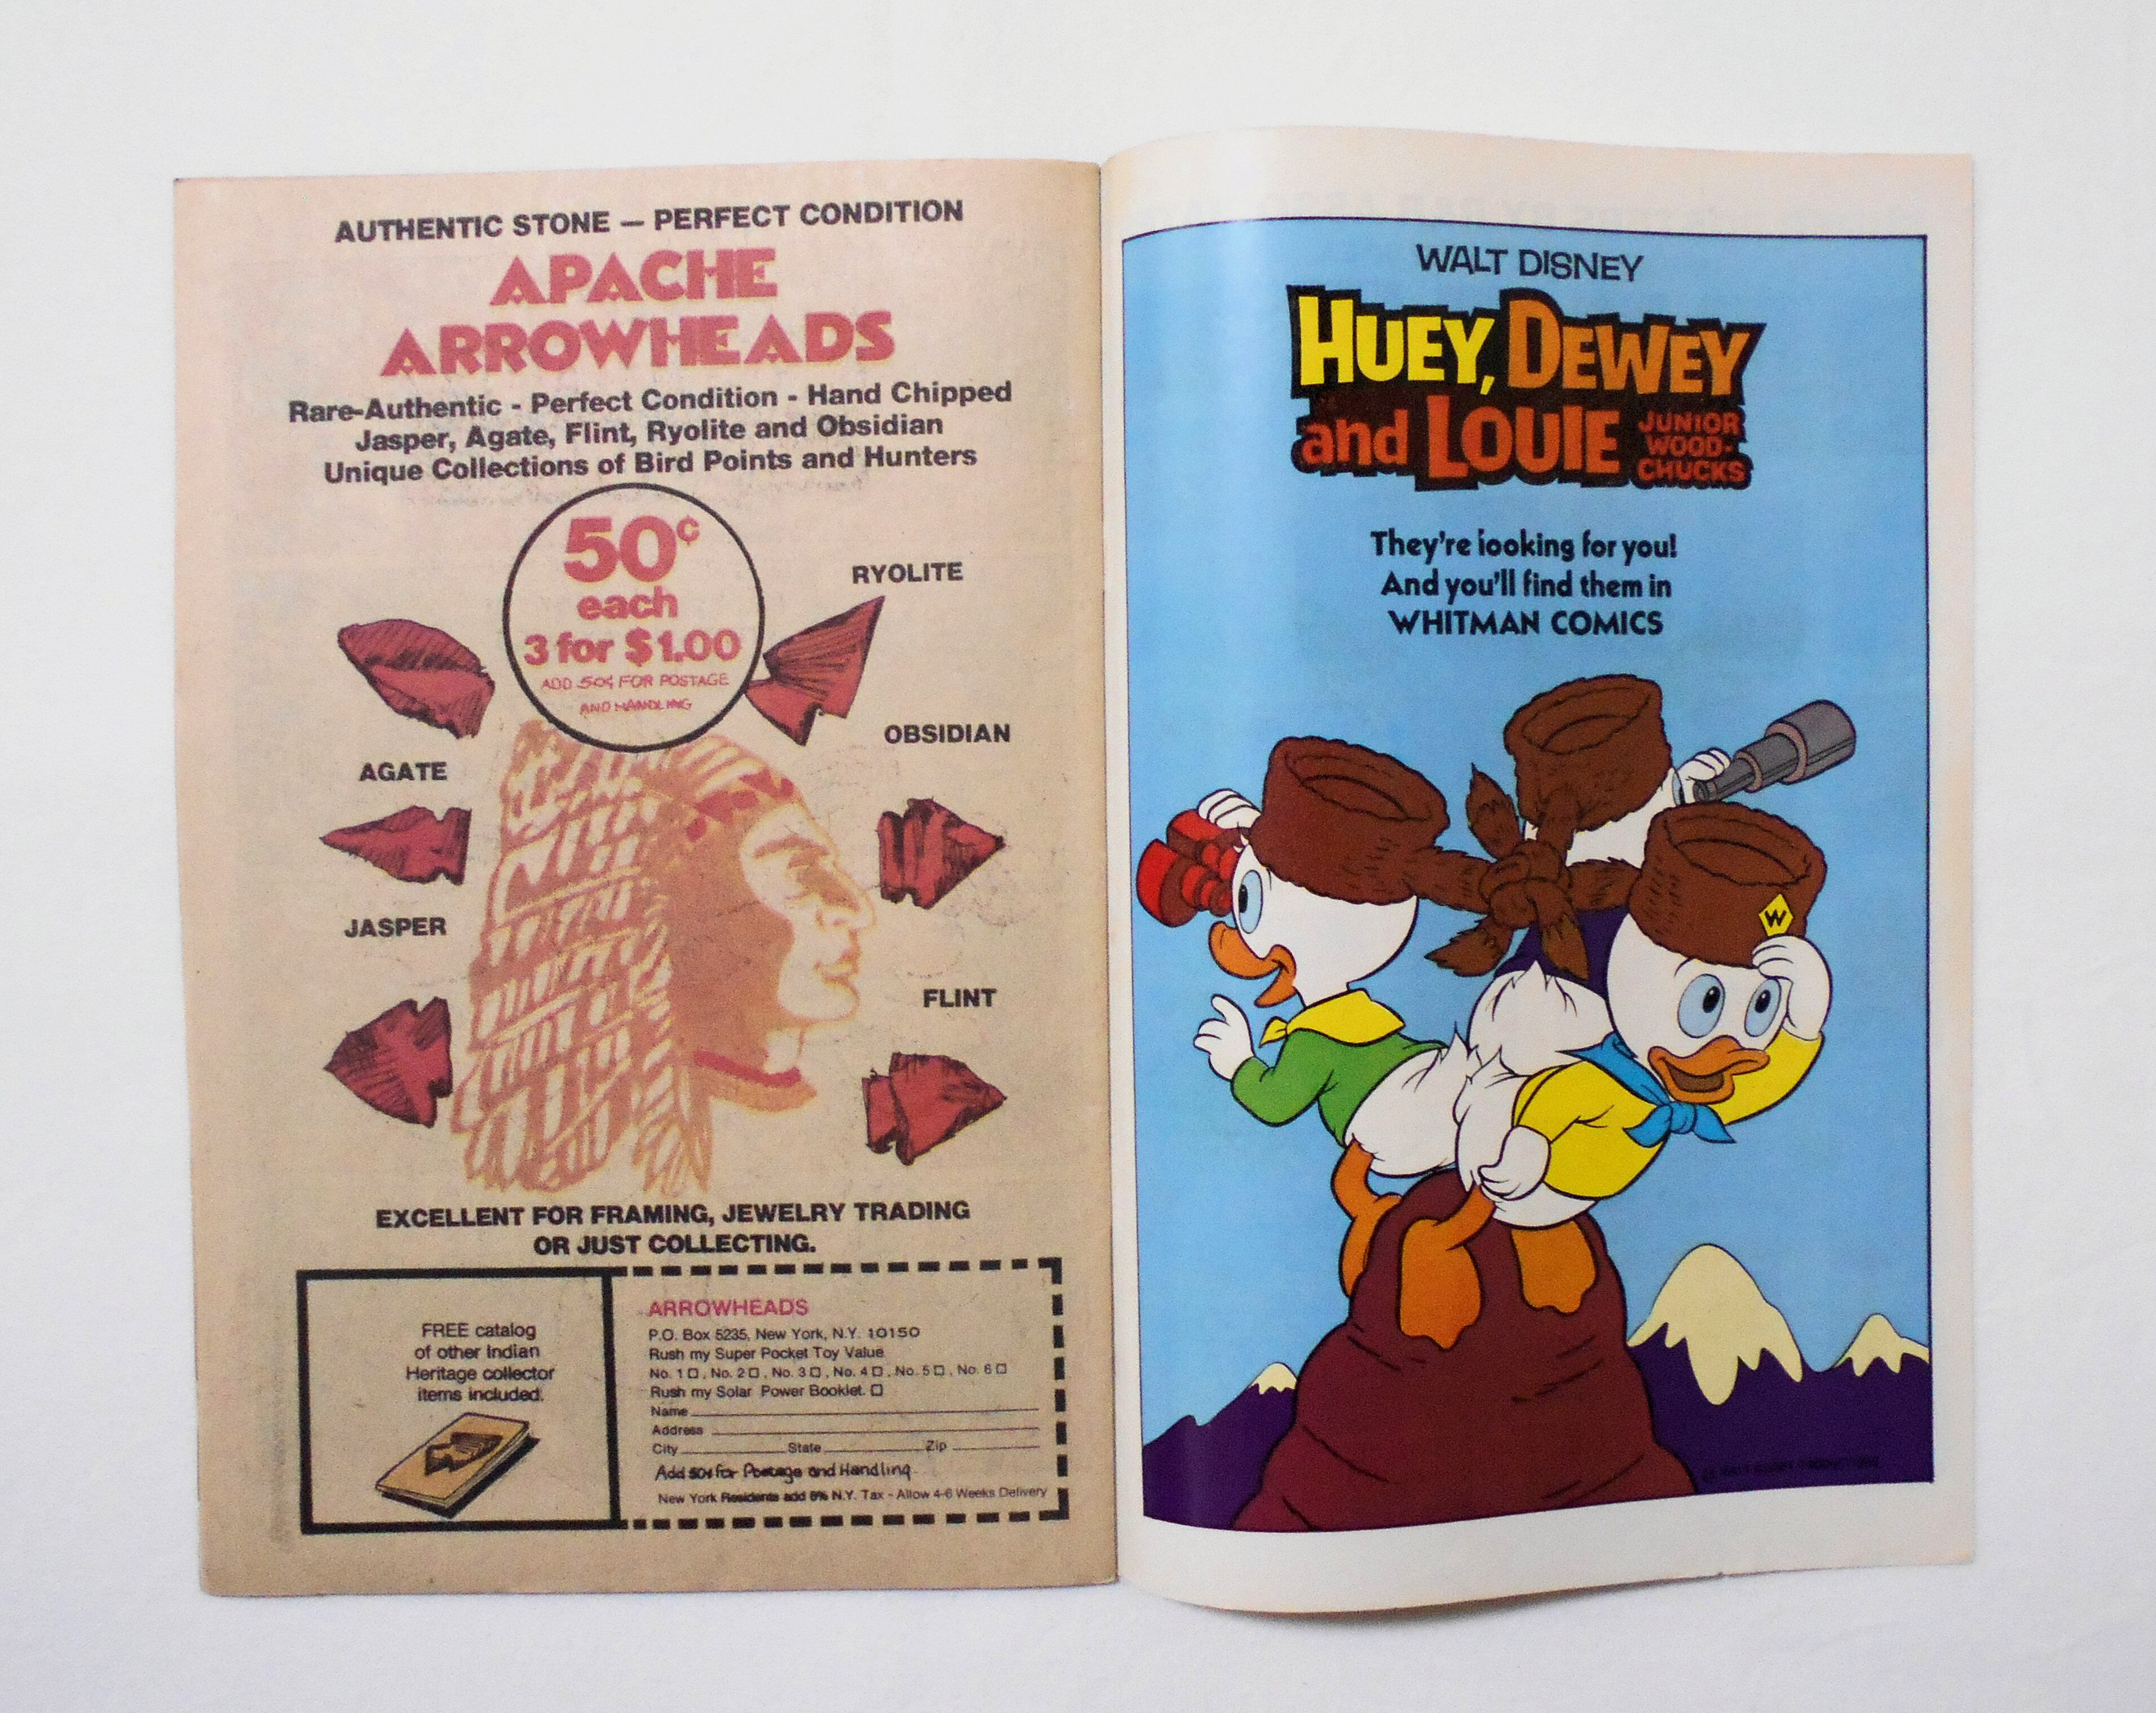 AUTHENTIC STONE — PERFECT CONDITION
APACHE
ARROWHEADS
Rare-Authentic - Perfect Condition - Hand Chipped
Jasper, Agate, Flint, Ryolite and Obsidian
Unique Collections of Bird Points and Hunters
50¢
each
3 for $1.00
ADD 50¢ FOR POSTAGE
AND HANDLING
RYOLITE
OBSIDIAN
AGATE
JASPER
FLINT
EXCELLENT FOR FRAMING, JEWELRY TRADING
OR JUST COLLECTING.
FREE catalog
of other Indian
Heritage collector
items included.
ARROWHEADS
P.O. Box 5235, New York, N.Y. 10150
Rush my Super Pocket Toy Value
No. 1 □, No. 2 □, No. 3 □, No. 4 □, No. 5 □, No. 6 □
Rush my Solar Power Booklet. □
Name
Address
City State Zip
Add 50¢ for Postage and Handling
New York Residents add 8% N.Y. Tax - Allow 4-6 Weeks Delivery
WALT DISNEY
HUEY, DEWEY
and LOUIE JUNIOR
WOOD-
CHUCKS
They're looking for you!
And you'll find them in
WHITMAN COMICS
W
© WALT DISNEY PRODUCTIONS